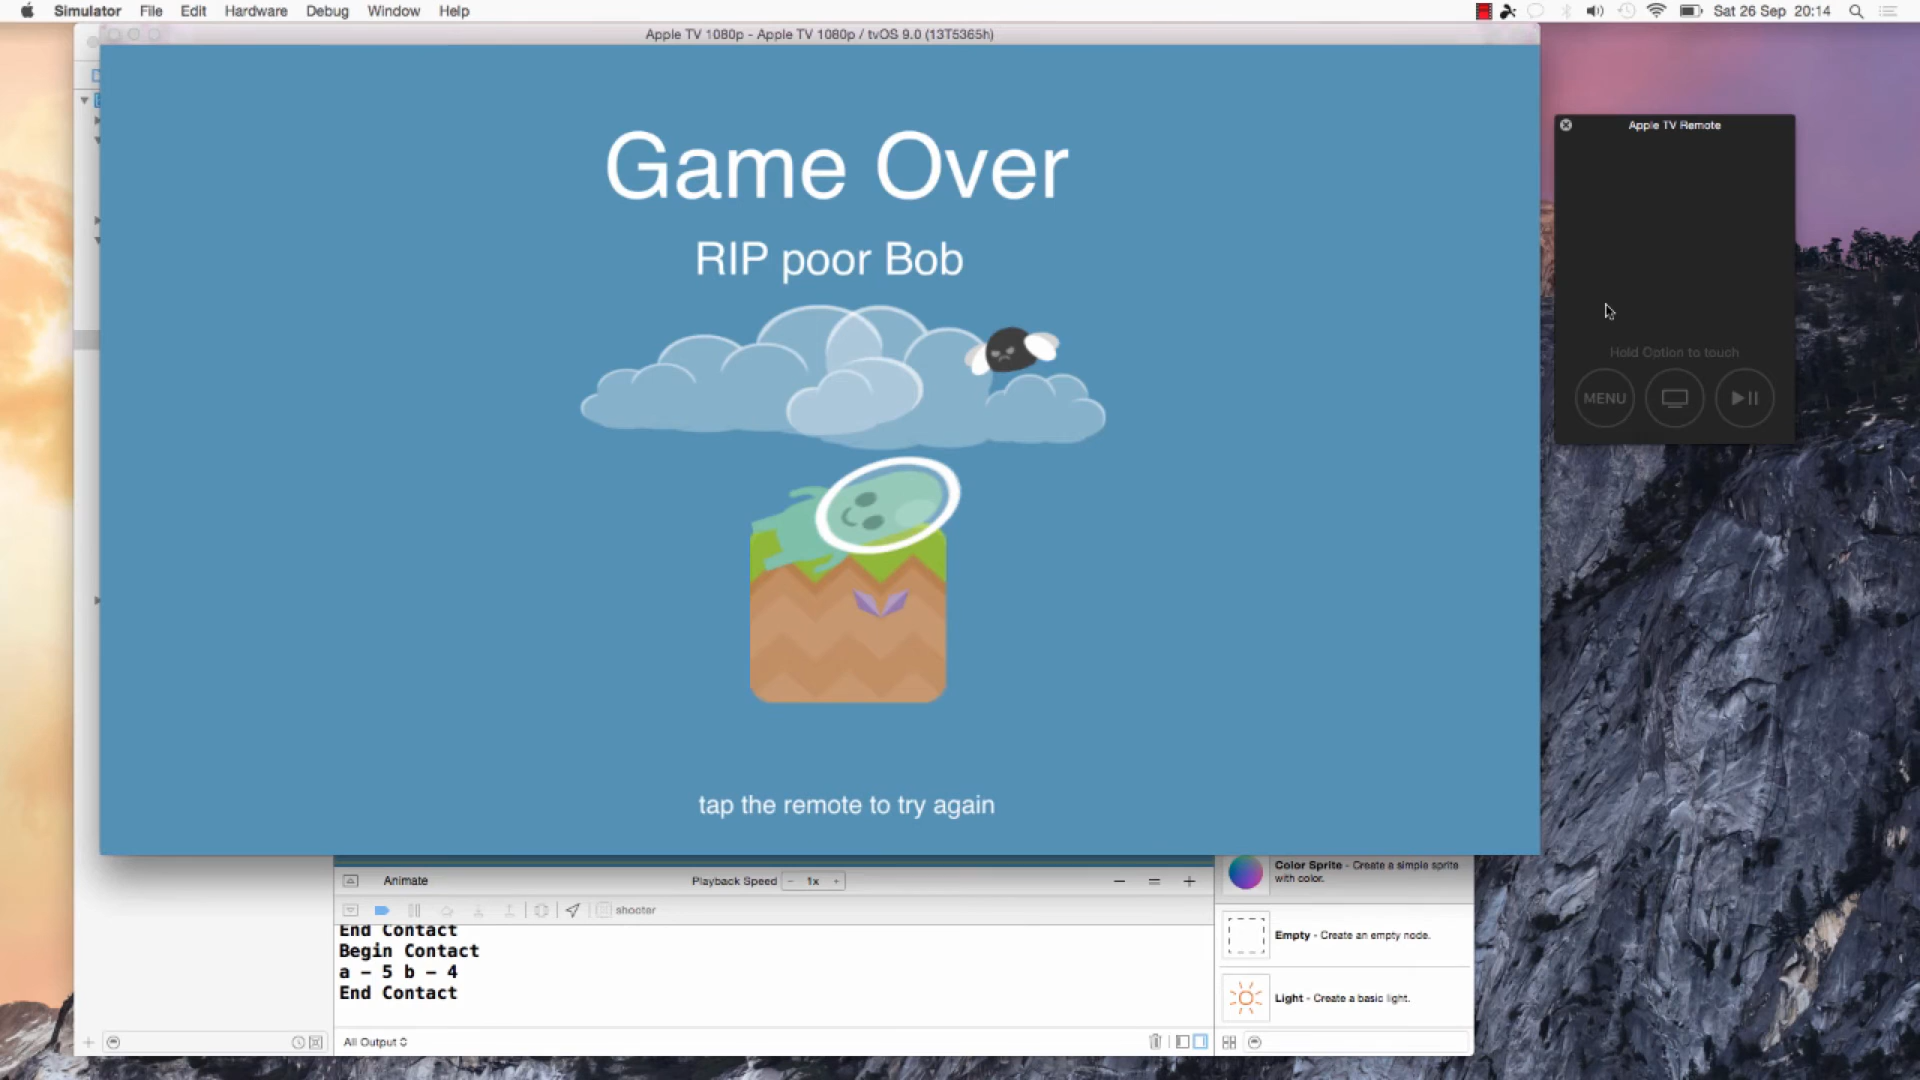 Simulator File Edit Hardware Debug Window Help Sat 26 Sep 20:14
Apple TV 1080p - Apple TV 1080p / tvOS 9.0 (13T5365h)
Apple TV Remote
Game Over
RIP poor Bob
Hold Option to touch
MENU
tap the remote to try again
Color Sprite - Create a simple sprite
with color.
Animate Playback Speed - 1x +
shooter
End Contact
Begin Contact
a - 5 b - 4
End Contact
Empty - Create an empty node.
Light - Create a basic light.
All Output